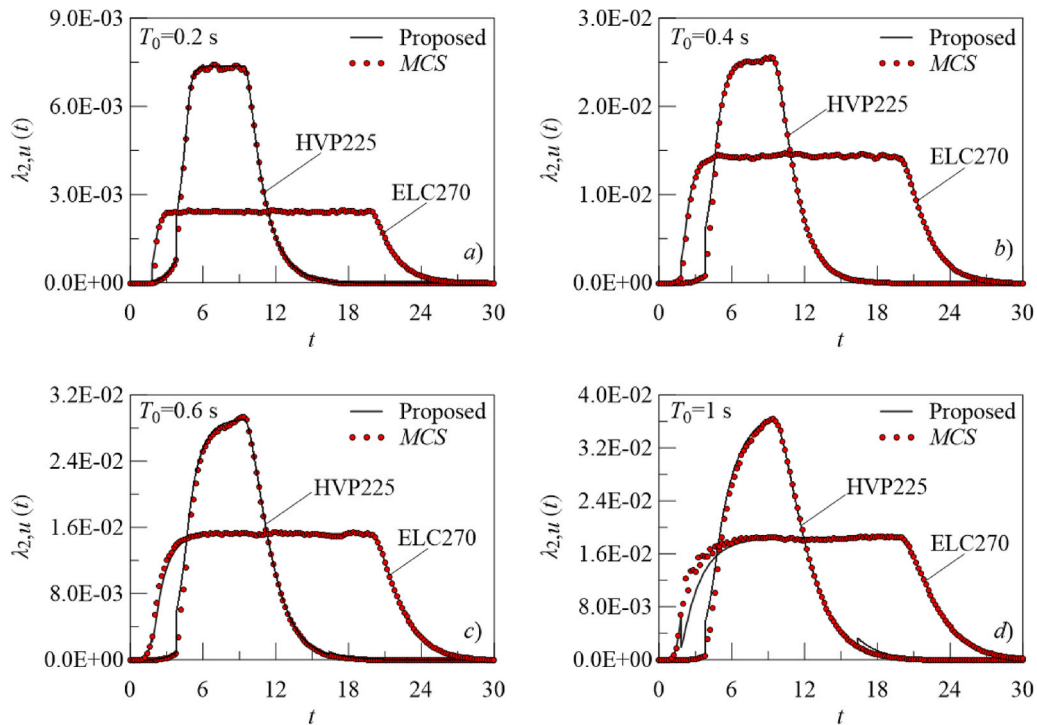 T₀=0.2 s
Proposed
MCS
HVP225
ELC270
a)
λ₂,ᵤ(t)
9.0E-03
6.0E-03
3.0E-03
0.0E+00
0 6 12 18 24 30
t
T₀=0.4 s
Proposed
MCS
HVP225
ELC270
b)
λ₂,ᵤ(t)
3.0E-02
2.0E-02
1.0E-02
0.0E+00
0 6 12 18 24 30
t
T₀=0.6 s
Proposed
MCS
HVP225
ELC270
c)
λ₂,ᵤ(t)
3.2E-02
2.4E-02
1.6E-02
8.0E-03
0.0E+00
0 6 12 18 24 30
t
T₀=1 s
Proposed
MCS
HVP225
ELC270
d)
λ₂,ᵤ(t)
4.0E-02
3.2E-02
2.4E-02
1.6E-02
8.0E-03
0.0E+00
0 6 12 18 24 30
t